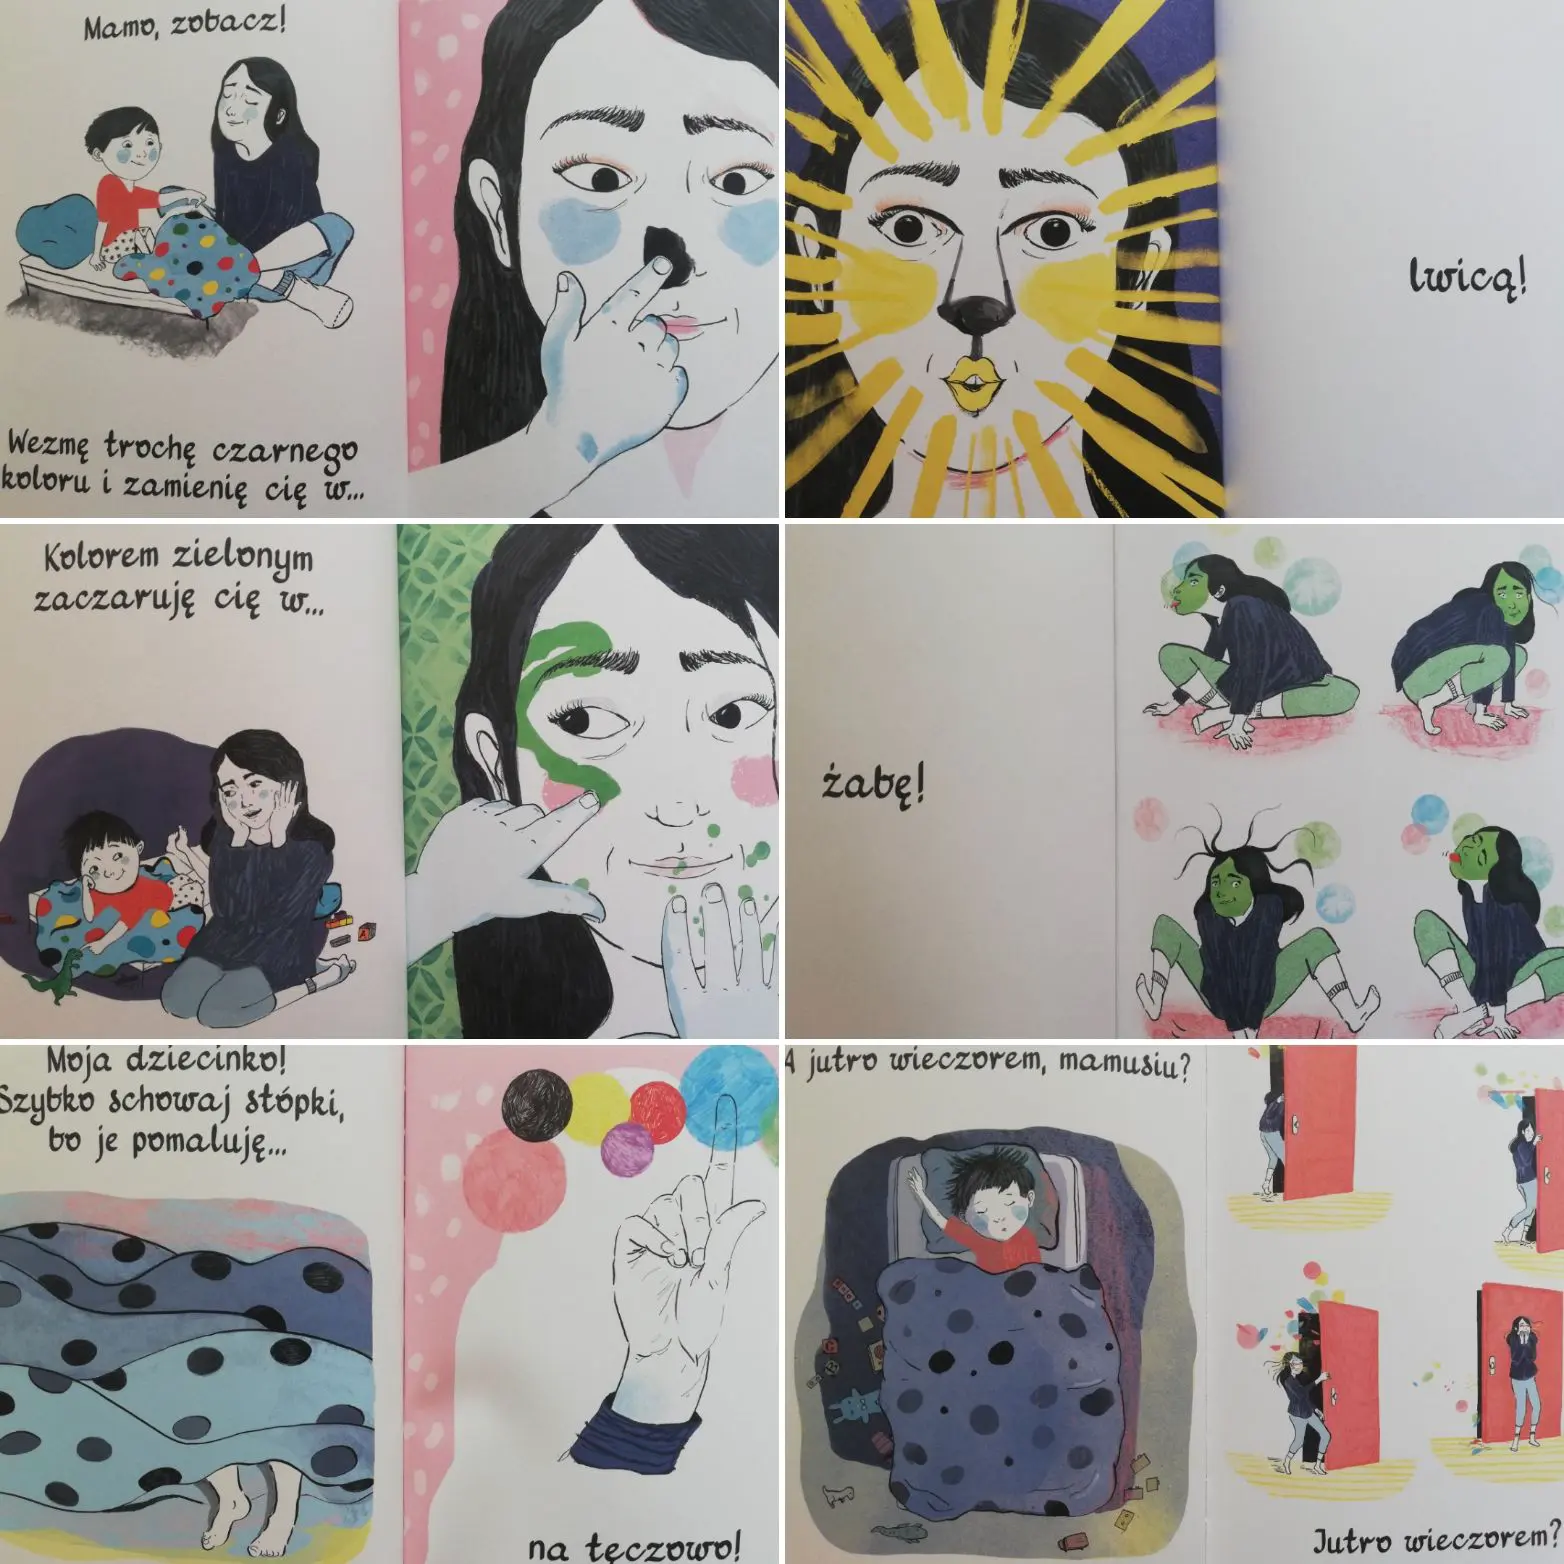 Mamo, zobacz!
Wezmę trochę czarnego
koloru i zamienię cię w...
lwicą!
Kolorem zielonym
zaczaruję cię w...
żabę!
Moja dziecinko!
Szybko schowaj stópki,
bo je pomaluję...
na tęczowo!
A jutro wieczorem, mamusiu?
Jutro wieczorem?